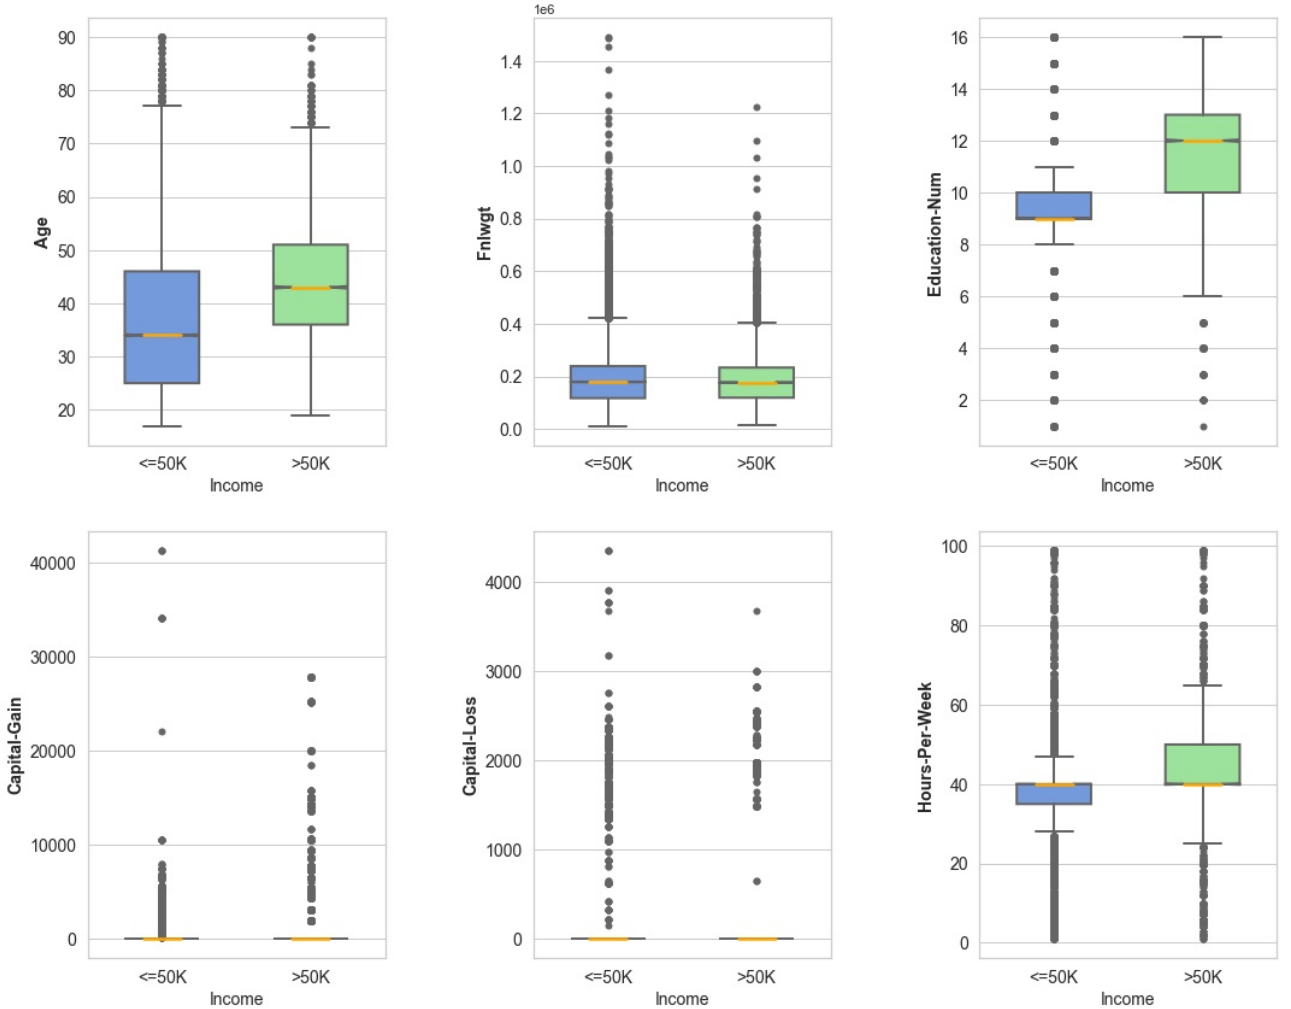 90
80
70
60
50
40
30
20
Age
<=50K >50K
Income
1e6
1.4
1.2
1.0
0.8
0.6
0.4
0.2
0.0
Fnlwgt
<=50K >50K
Income
16
14
12
10
8
6
4
2
Education-Num
<=50K >50K
Income
40000
30000
20000
10000
0
Capital-Gain
<=50K >50K
Income
4000
3000
2000
1000
0
Capital-Loss
<=50K >50K
Income
100
80
60
40
20
0
Hours-Per-Week
<=50K >50K
Income